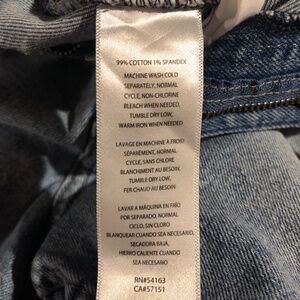 99% COTTON 1% SPANDEX
MACHINE WASH COLD
SEPARATELY, NORMAL
CYCLE, NON-CHLORINE
BLEACH WHEN NEEDED,
TUMBLE DRY LOW,
WARM IRON WHEN NEEDED
LAVAGE EN MACHINE À FROID
SÉPARÉMENT, NORMAL
CYCLE, SANS CHLORE
BLANCHIMENT AU BESOIN,
TUMBLE DRY LOW,
FER CHAUD AU BESOIN
LAVAR A MÁQUINA EN FRÍO
POR SEPARADO, NORMAL
CICLO, SIN CLORO
BLANQUEAR CUANDO SEA NECESARIO,
SECADORA BAJA,
HIERRO CALIENTE CUANDO
SEA NECESARIO
RN#54163
CA#57151